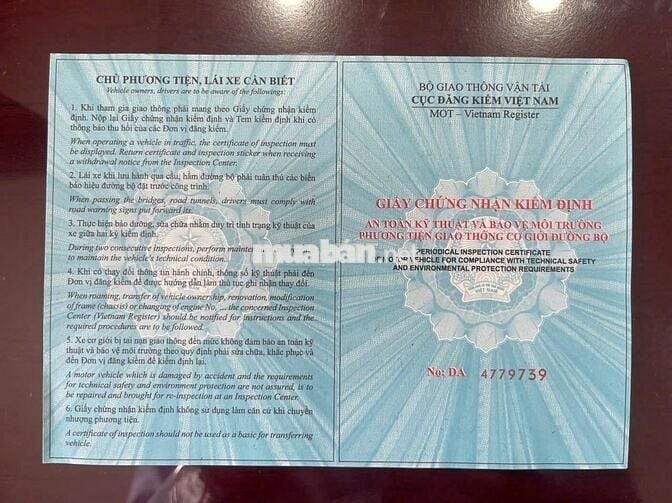 CHỦ PHƯƠNG TIỆN, LÁI XE CẦN BIẾT
Vehicle owners, drivers are to be aware of the followings:
1. Khi tham gia giao thông phải mang theo Giấy chứng nhận kiểm
định. Nộp lại Giấy chứng nhận kiểm định và Tem kiểm định khi có
thông báo thu hồi của các Đơn vị đăng kiểm.
When operating a vehicle in traffic, the certificate of inspection must
be displayed. Return certificate and inspection sticker when receiving
a withdrawal notice from the Inspection Center.
2. Lái xe khi lưu hành qua cầu, hầm đường bộ phải tuân thủ các biển
báo hiệu đường bộ đặt trước công trình.
When passing the bridges, road tunnels, drivers must comply with
road warning signs put forward its.
3. Thực hiện bảo dưỡng, sửa chữa nhằm duy trì tình trạng kỹ thuật của
xe giữa hai kỳ kiểm định.
During two consecutive inspections, perform mainten
to maintain the vehicle's technical condition.
4. Khi có thay đổi thông tin hành chính, thông số kỹ thuật phải đến
Đơn vị đăng kiểm để được hướng dẫn làm thủ tục ghi nhận thay đổi.
When roaming, transfer of vehicle ownership, renovation, modification
of frame (chassis) or changing of engine No, ... the concerned Inspection
Center (Vietnam Register) should be notified for instructions and the
required procedures are to be followed.
5. Xe cơ giới bị tai nạn giao thông đến mức không đảm bảo an toàn kỹ
thuật và bảo vệ môi trường theo quy định phải sửa chữa, khắc phục và
đến Đơn vị đăng kiểm để kiểm định lại.
A motor vehicle which is damaged by accident and the requirements
for technical safety and environment protection are not assured, is to
be repaired and brought for re-inspection at an Inspection Center.
6. Giấy chứng nhận kiểm định không sử dụng làm căn cứ khi chuyển
nhượng phương tiện.
A certificate of inspection should not be used as a basic for transferring
vehicle.
BỘ GIAO THÔNG VẬN TẢI
CỤC ĐĂNG KIỂM VIỆT NAM
MOT – Vietnam Register
GIẤY CHỨNG NHẬN KIỂM ĐỊNH
AN TOÀN KỸ THUẬT VÀ BẢO VỆ MÔI TRƯỜNG
PHƯƠNG TIỆN GIAO THÔNG CƠ GIỚI ĐƯỜNG BỘ
PERIODICAL INSPECTION CERTIFICATE
VEHICLE FOR COMPLIANCE WITH TECHNICAL SAFETY
AND ENVIRONMENTAL PROTECTION REQUIREMENTS
VIỆT NAM
No: DA 4779739
muaban